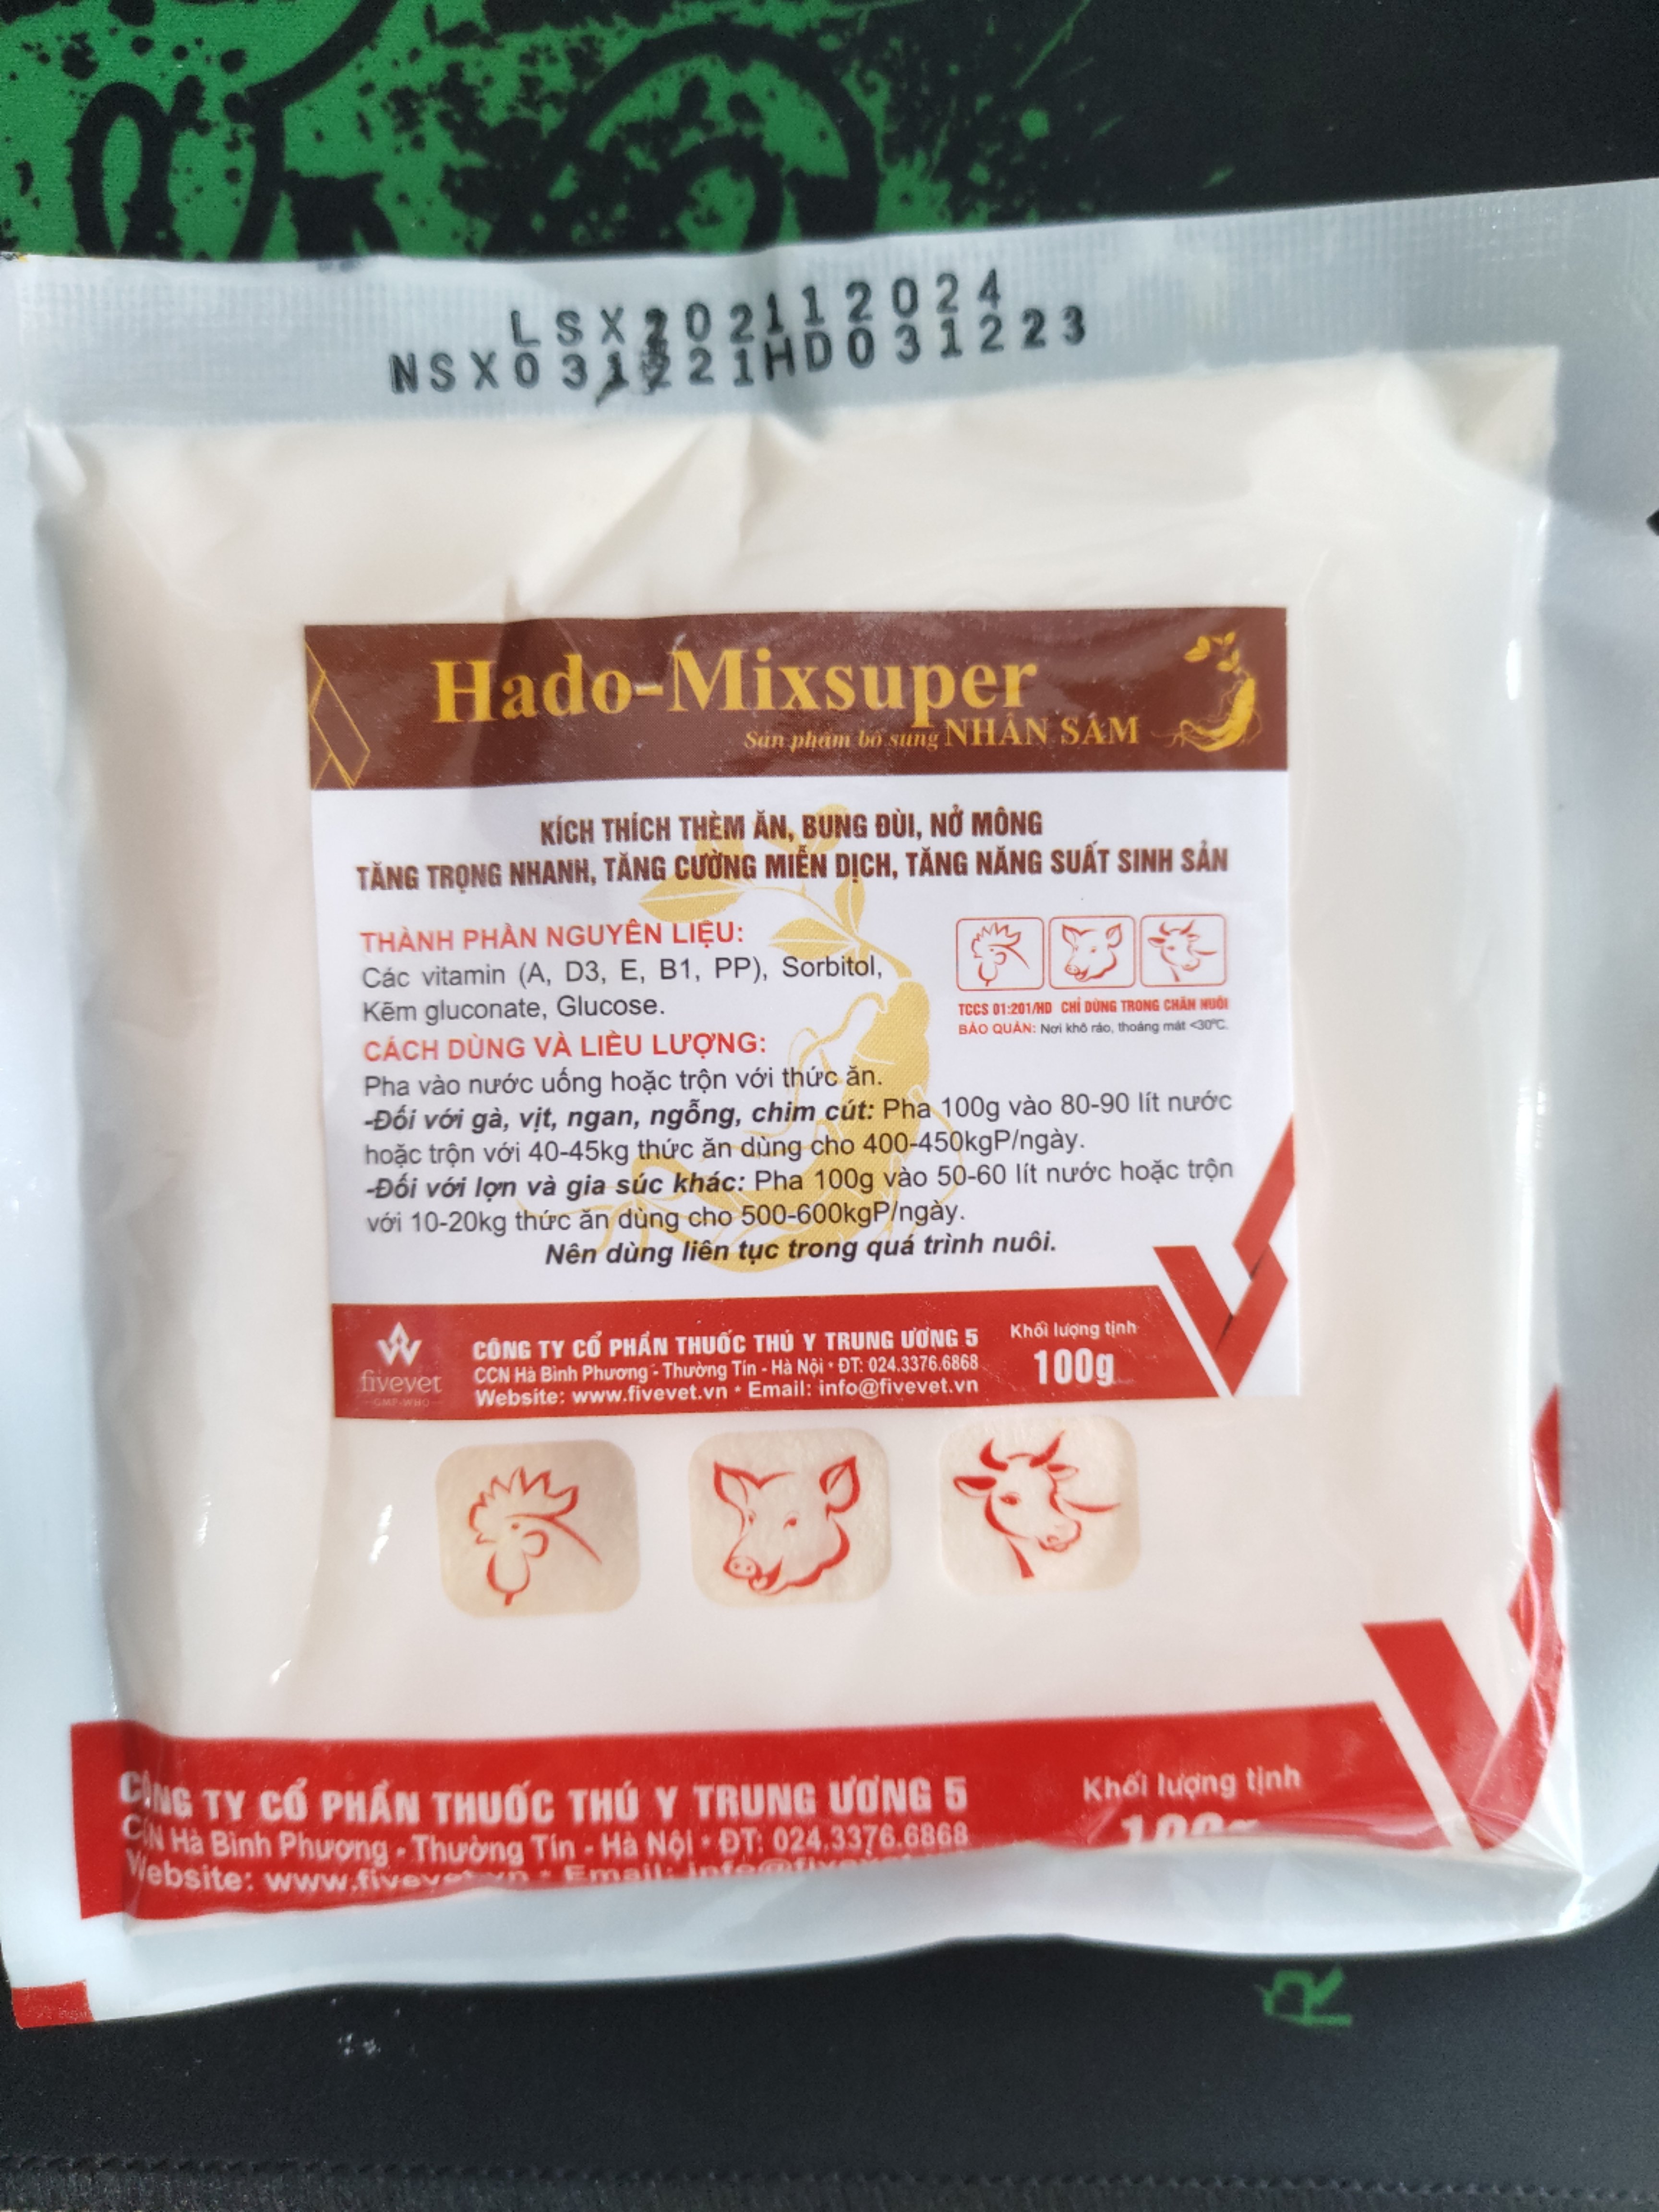 LSX202112024
NSX031221HD031223
Hado-Mixsuper
Sản phẩm bổ sung NHÂN SÂM
KÍCH THÍCH THÈM ĂN, BUNG ĐÙI, NỞ MÔNG
TĂNG TRỌNG NHANH, TĂNG CƯỜNG MIỄN DỊCH, TĂNG NĂNG SUẤT SINH SẢN
THÀNH PHẦN NGUYÊN LIỆU:
Các vitamin (A, D3, E, B1, PP), Sorbitol,
Kẽm gluconate, Glucose.
TCCS 01:201/HD CHỈ DÙNG TRONG CHĂN NUÔI
BẢO QUẢN: Nơi khô ráo, thoáng mát <30°C.
CÁCH DÙNG VÀ LIỀU LƯỢNG:
Pha vào nước uống hoặc trộn với thức ăn.
-Đối với gà, vịt, ngan, ngỗng, chim cút: Pha 100g vào 80-90 lít nước
hoặc trộn với 40-45kg thức ăn dùng cho 400-450kgP/ngày.
-Đối với lợn và gia súc khác: Pha 100g vào 50-60 lít nước hoặc trộn
với 10-20kg thức ăn dùng cho 500-600kgP/ngày.
Nên dùng liên tục trong quá trình nuôi.
fivevet
GMP-WHO
CÔNG TY CỔ PHẦN THUỐC THÚ Y TRUNG ƯƠNG 5
CCN Hà Bình Phương - Thường Tín - Hà Nội * ĐT: 024.3376.6868
Website: www.fivevet.vn * Email: info@fivevet.vn
Khối lượng tịnh
100g
CÔNG TY CỔ PHẦN THUỐC THÚ Y TRUNG ƯƠNG 5
CCN Hà Bình Phương - Thường Tín - Hà Nội * ĐT: 024.3376.6868
Website: www.fivevet.vn * Email:
Khối lượng tịnh
100g